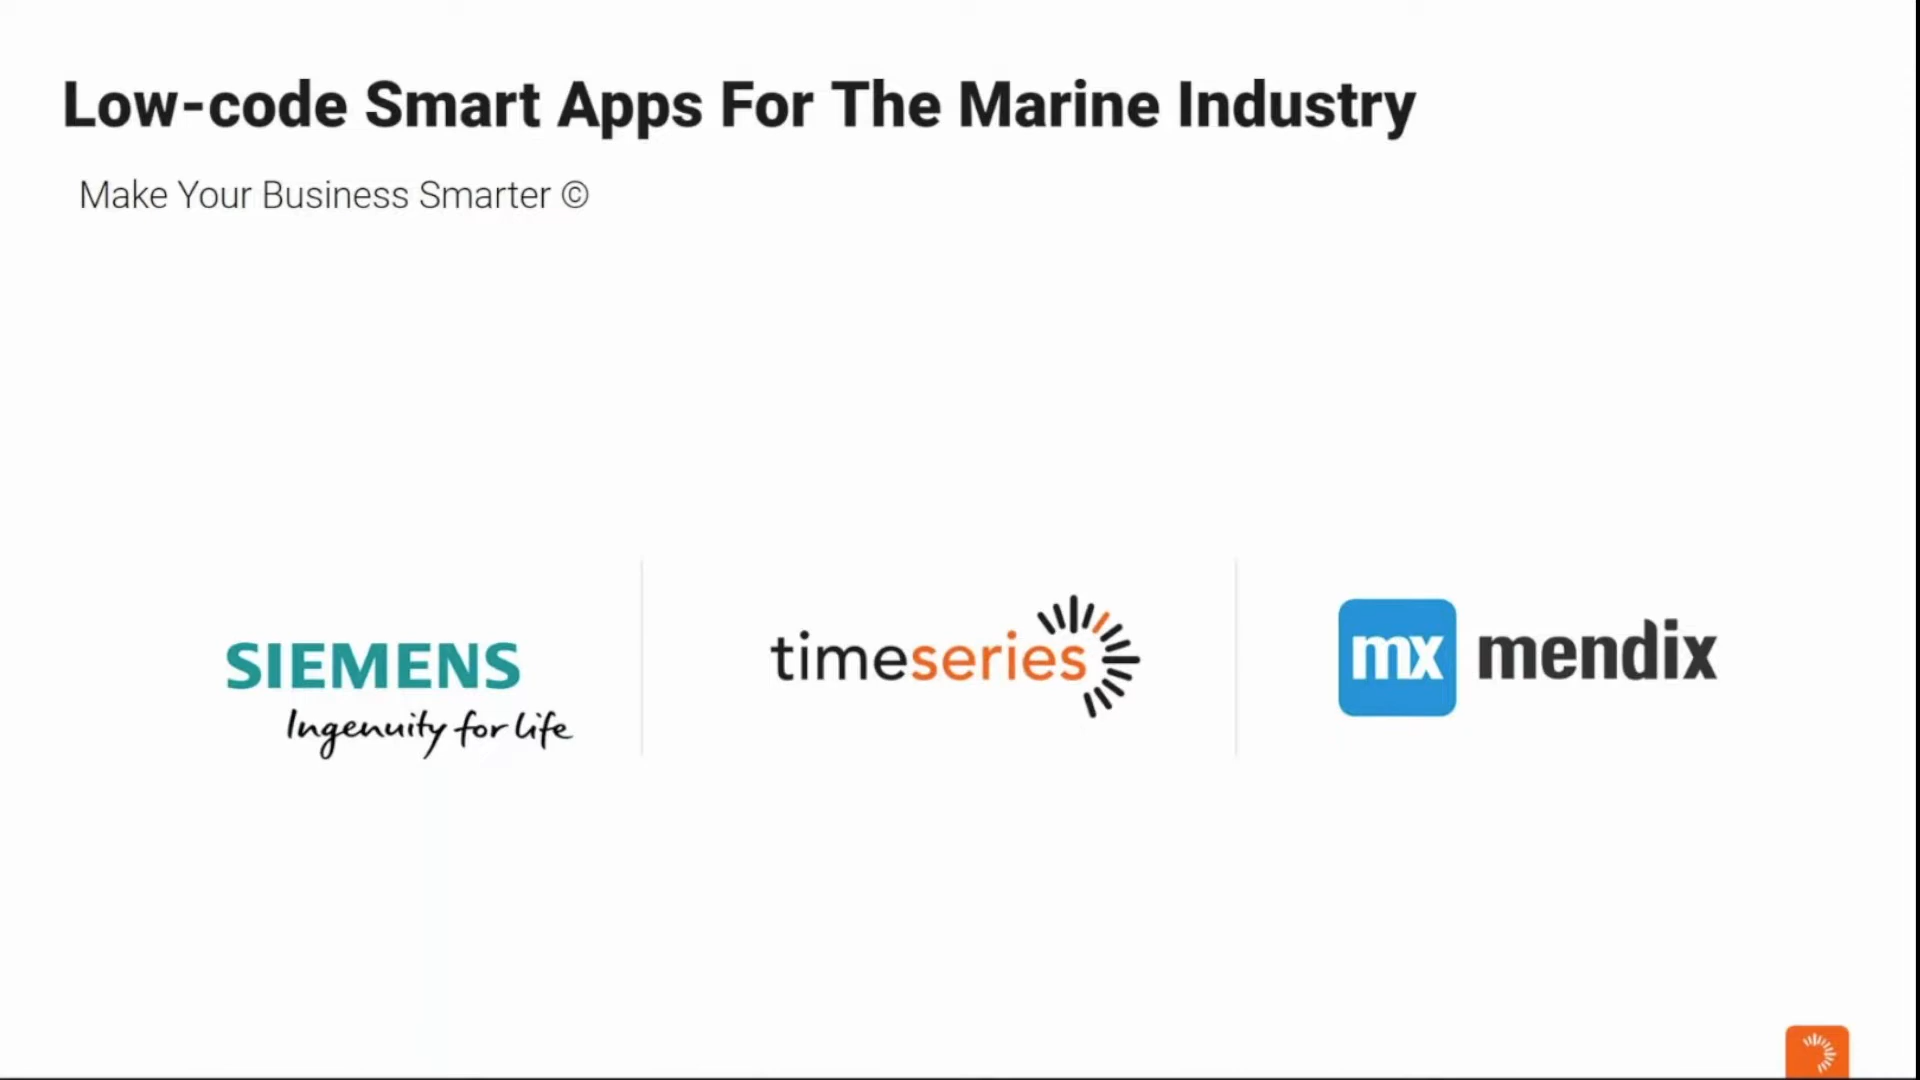 Low-code Smart Apps For The Marine Industry
Make Your Business Smarter ©
SIEMENS
Ingenuity for life
timeseries
mx mendix